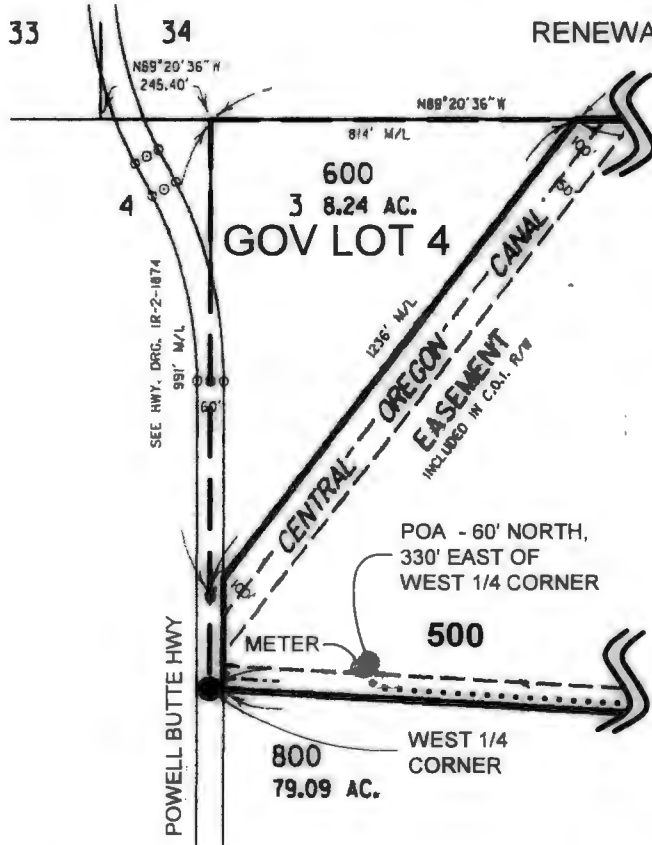 33
34
RENEWA
N89°20'36"W
245.40'
N89°20'36"W
814' M/L
600
3 8.24 AC.
GOV LOT 4
4
100'
50'
SEE HWY. DRG. 1R-2-1874
991' M/L
60'
1236' M/L
CENTRAL OREGON CANAL
EASEMENT
INCLUDED IN C.O.I. R/W
100'
POA - 60' NORTH,
330' EAST OF
WEST 1/4 CORNER
METER
500
POWELL BUTTE HWY
WEST 1/4
CORNER
800
79.09 AC.